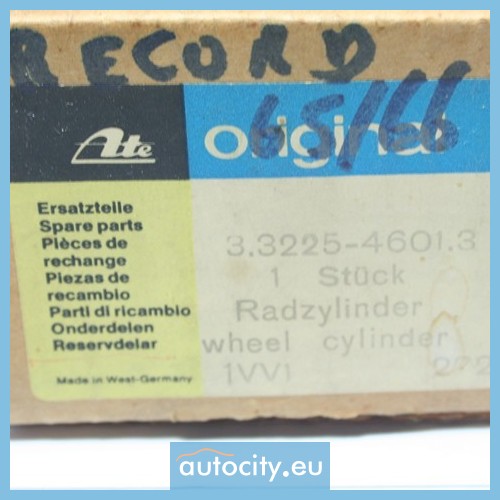 RECORD
65/66
Ate original
Ersatzteile
Spare parts
Pièces de
rechange
Piezas de
recambio
Parti di ricambio
Onderdelen
Reservdelar
Made in West-Germany
3.3225-4601.3
1 Stück
Radzylinder
wheel cylinder
1VVI
autocity.eu